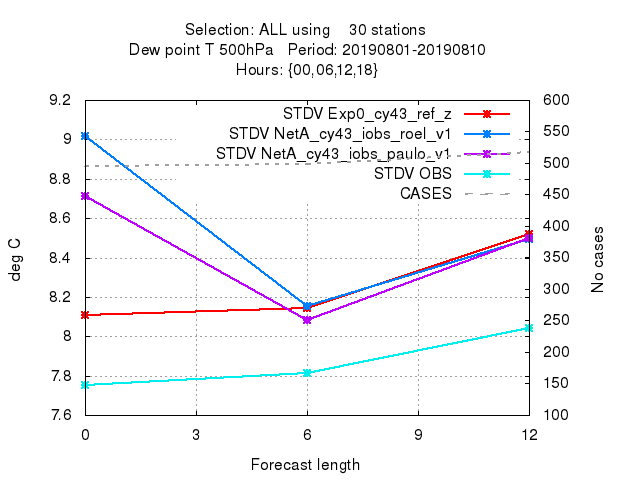 Selection: ALL using    30 stations
Dew point T 500hPa   Period: 20190801-20190810
Hours: {00,06,12,18}
9.2
9
8.8
8.6
8.4
8.2
8
7.8
7.6
deg C
STDV Exp0_cy43_ref_z
STDV NetA_cy43_iobs_roel_v1
STDV NetA_cy43_iobs_paulo_v1
STDV OBS
CASES
600
550
500
450
400
350
300
250
200
150
100
No cases
0 3 6 9 12
Forecast length